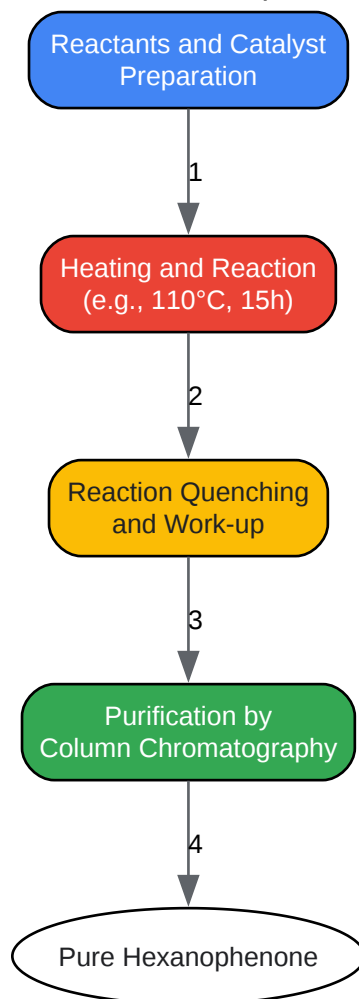 Reactants and Catalyst
Preparation
1
Heating and Reaction
(e.g., 110°C, 15h)
2
Reaction Quenching
and Work-up
3
Purification by
Column Chromatography
4
Pure Hexanophenone